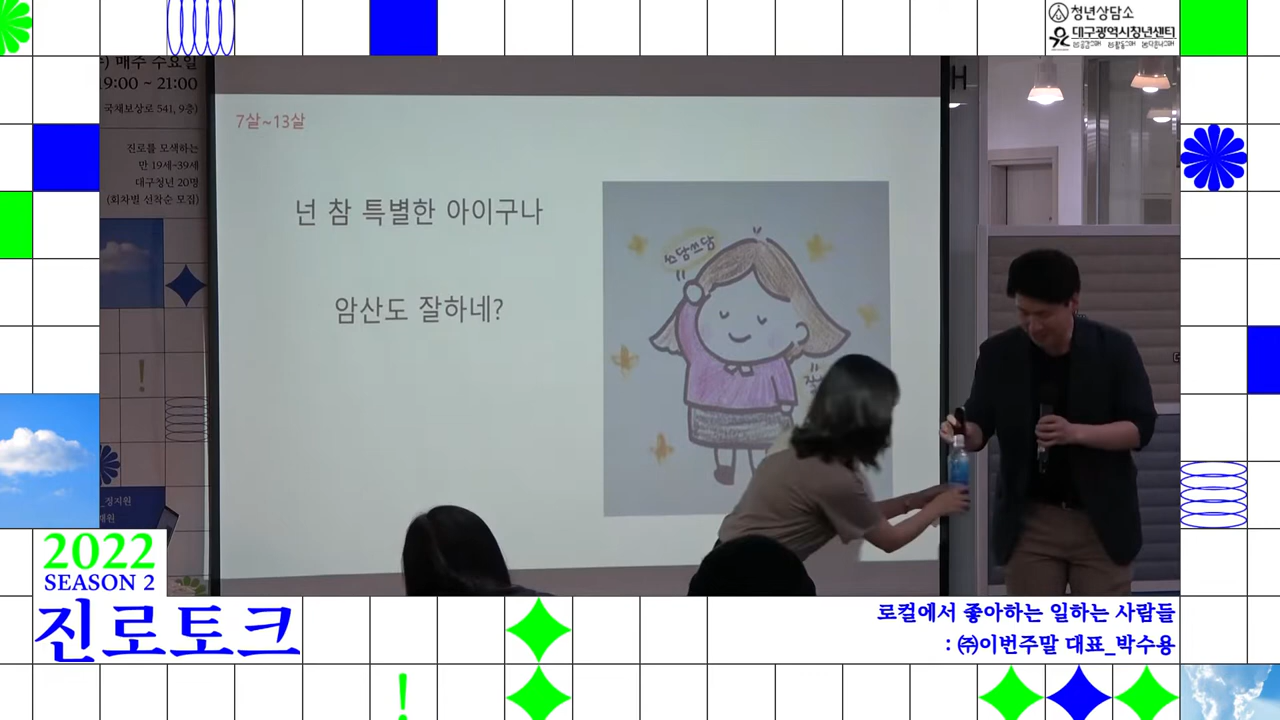 청년상담소
대구광역시청년센터
매주 수요일
19:00 ~ 21:00
국채보상로 541, 9층)
진로를 모색하는
만 19세~39세
대구청년 20명
(회차별 선착순 모집)
정지원
H
7살~13살
넌 참 특별한 아이구나
암산도 잘하네?
쓰담쓰담
2022
SEASON 2
진로토크
로컬에서 좋아하는 일하는 사람들
: ㈜이번주말 대표_박수용